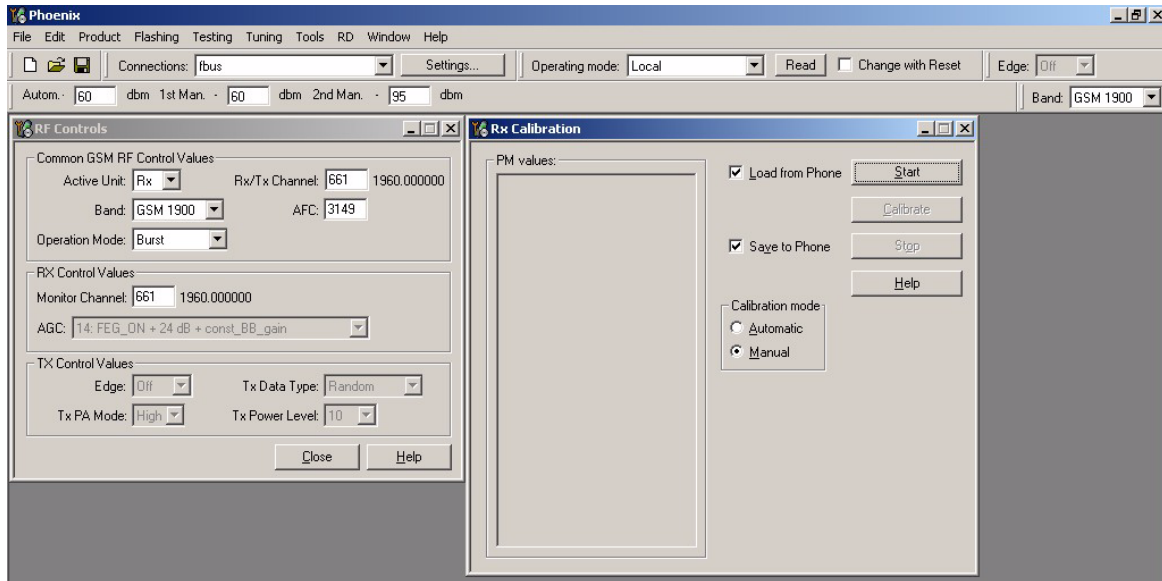 Phoenix
File Edit Product Flashing Testing Tuning Tools RD Window Help
Connections: fbus Settings... Operating mode: Local Read Change with Reset Edge: Off
Autom.- 60 dbm 1st Man. - 60 dbm 2nd Man. - 95 dbm Band: GSM 1900
RF Controls
Common GSM RF Control Values
Active Unit: Rx Rx/Tx Channel: 661 1960.000000
Band: GSM 1900 AFC: 3149
Operation Mode: Burst
RX Control Values
Monitor Channel: 661 1960.000000
AGC: 14: FEG_ON + 24 dB + const_BB_gain
TX Control Values
Edge: Off Tx Data Type: Random
Tx PA Mode: High Tx Power Level: 10
Close Help
Rx Calibration
PM values:
Load from Phone Start
Calibrate
Save to Phone Stop
Help
Calibration mode
Automatic
Manual